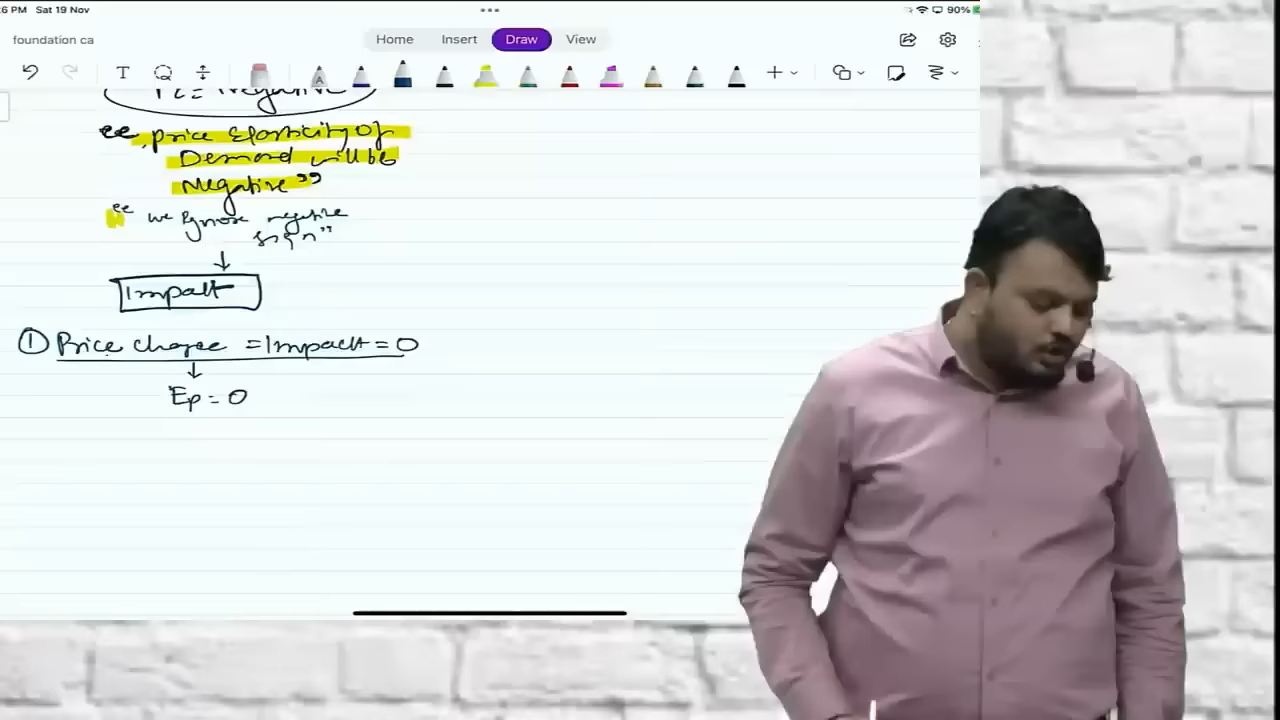 6 PM Sat 19 Nov
90%
foundation ca
Home Insert Draw View
negative
"price Elasticity Of
Demand will be
Negative"
"we Ignore negative
sign"
Impact
① Price change = Impact = 0
Ep = 0